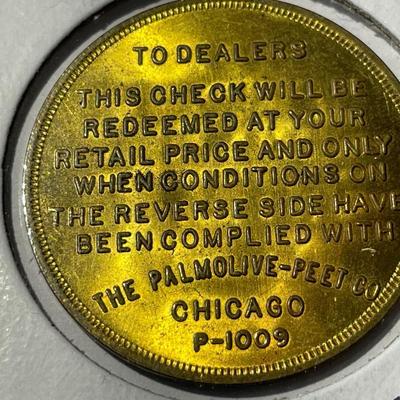 TO DEALERS
THIS CHECK WILL BE
REDEEMED AT YOUR
RETAIL PRICE AND ONLY
WHEN CONDITIONS ON
THE REVERSE SIDE HAVE
BEEN COMPLIED WITH
THE PALMOLIVE-PEET CO
CHICAGO
P-1009